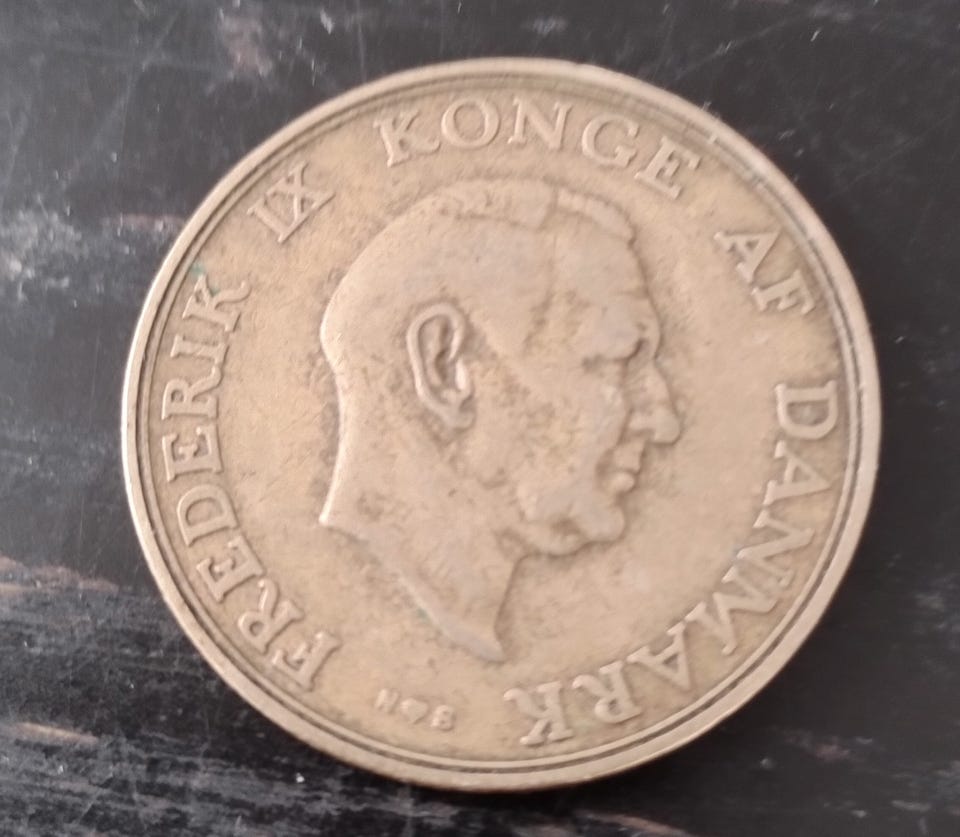 FREDERIK IX KONGE AF DANMARK
N♥S